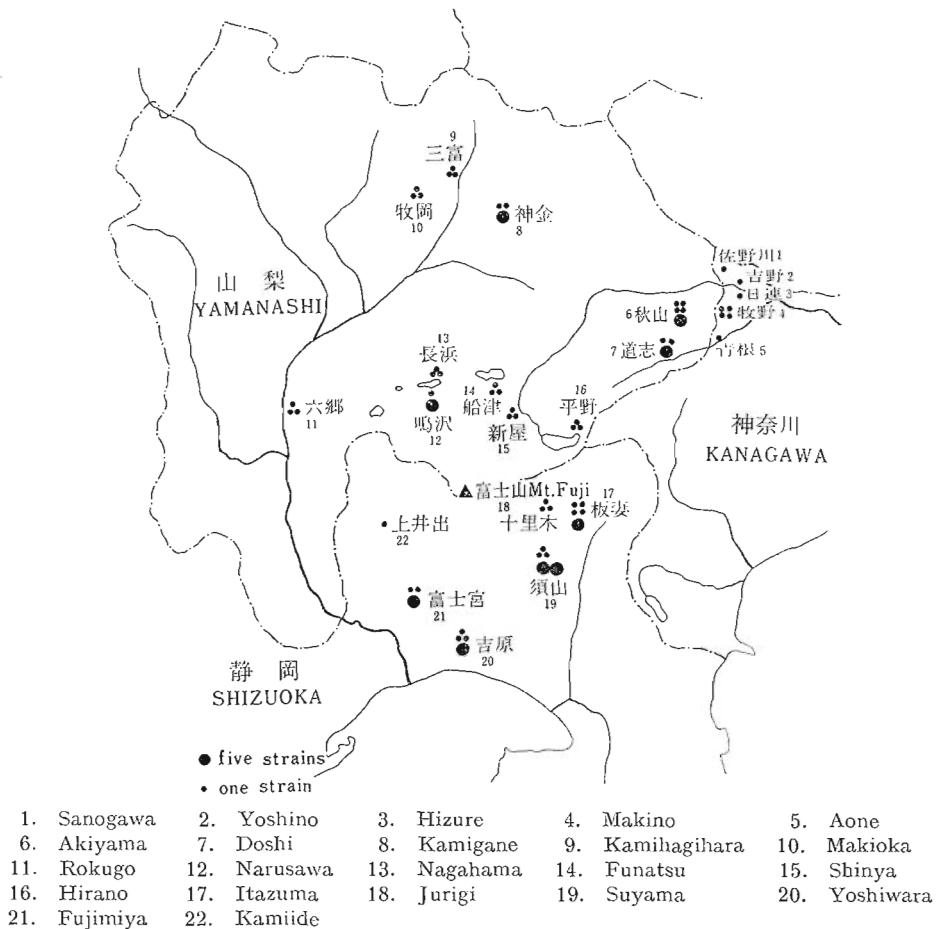 9
三富
牧岡
10
神金
8
山梨
YAMANASHI
佐野川 1
吉野 2
日連 3
6 秋山
牧野 4
7 道志
青根 5
13
長浜
14 船津
16
平野
六郷
11
鳴沢
12
新屋
15
神奈川
KANAGAWA
富士山 Mt. Fuji
17
板妻
18
十里木
上井出
22
須山
19
富士宮
21
吉原
20
静岡
SHIZUOKA
five strains
one strain
1. Sanogawa 2. Yoshino 3. Hizure 4. Makino 5. Aone
6. Akiyama 7. Doshi 8. Kamigane 9. Kamihagihara 10. Makioka
11. Rokugo 12. Narusawa 13. Nagahama 14. Funatsu 15. Shinya
16. Hirano 17. Itazuma 18. Jurigi 19. Suyama 20. Yoshiwara
21. Fujimiya 22. Kamiide